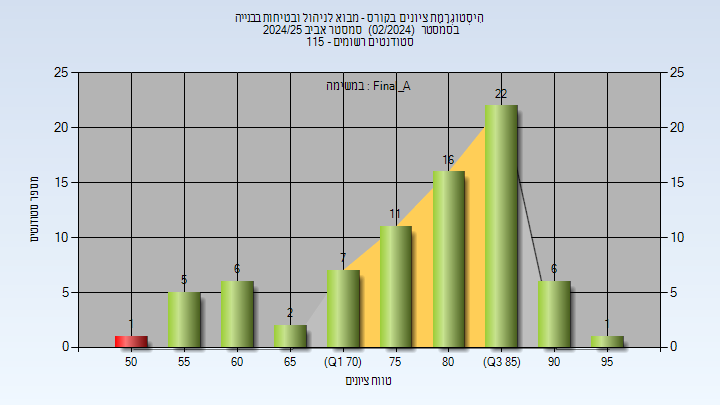 היסטוגרמת ציונים בקורס - מבוא לניהול ובטיחות בבנייה
בסמסטר (02/2024) סמסטר אביב 2024/25
סטודנטים רשומים - 115
במשימה : Final_A
מספר סטודנטים
25 25
20 20
15 15
10 10
5 5
0 0
1 5 6 2 7 11 16 22 6 1
50 55 60 65 (Q1 70) 75 80 (Q3 85) 90 95
טווח ציונים